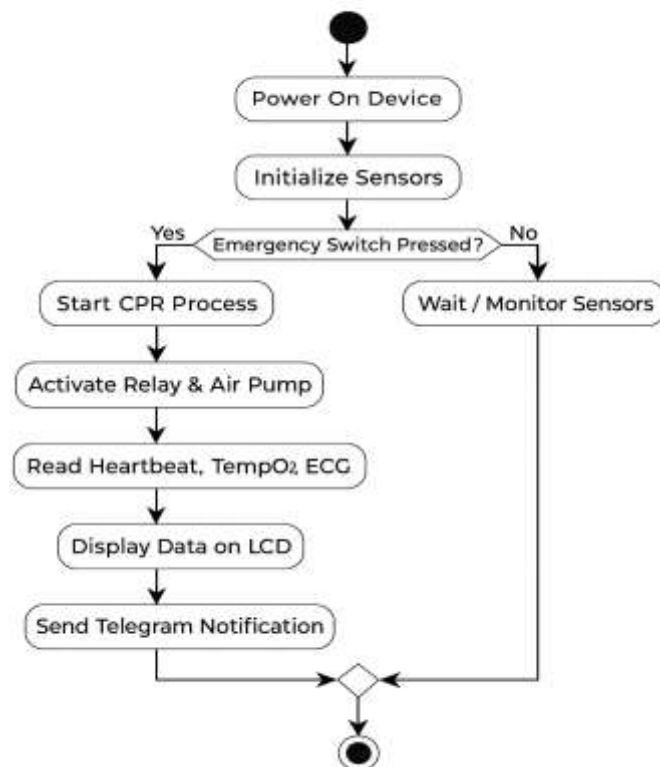 Power On Device
Initialize Sensors
Yes
Emergency Switch Pressed?
No
Start CPR Process
Wait / Monitor Sensors
Activate Relay & Air Pump
Read Heartbeat, TempO₂ ECG
Display Data on LCD
Send Telegram Notification